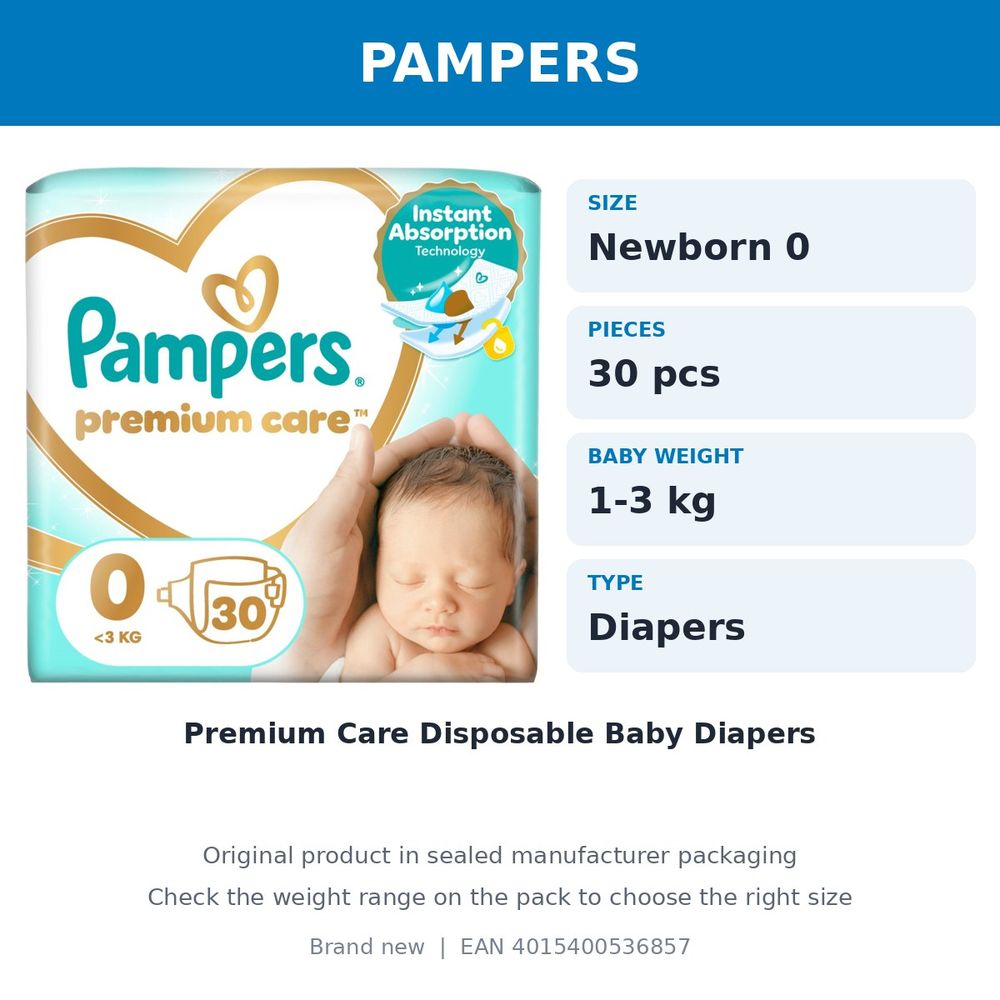 PAMPERS
Instant
Absorption
Technology
Pampers®
premium care™
0
<3 KG
30
SIZE
Newborn 0
PIECES
30 pcs
BABY WEIGHT
1-3 kg
TYPE
Diapers
Premium Care Disposable Baby Diapers
Original product in sealed manufacturer packaging
Check the weight range on the pack to choose the right size
Brand new | EAN 4015400536857